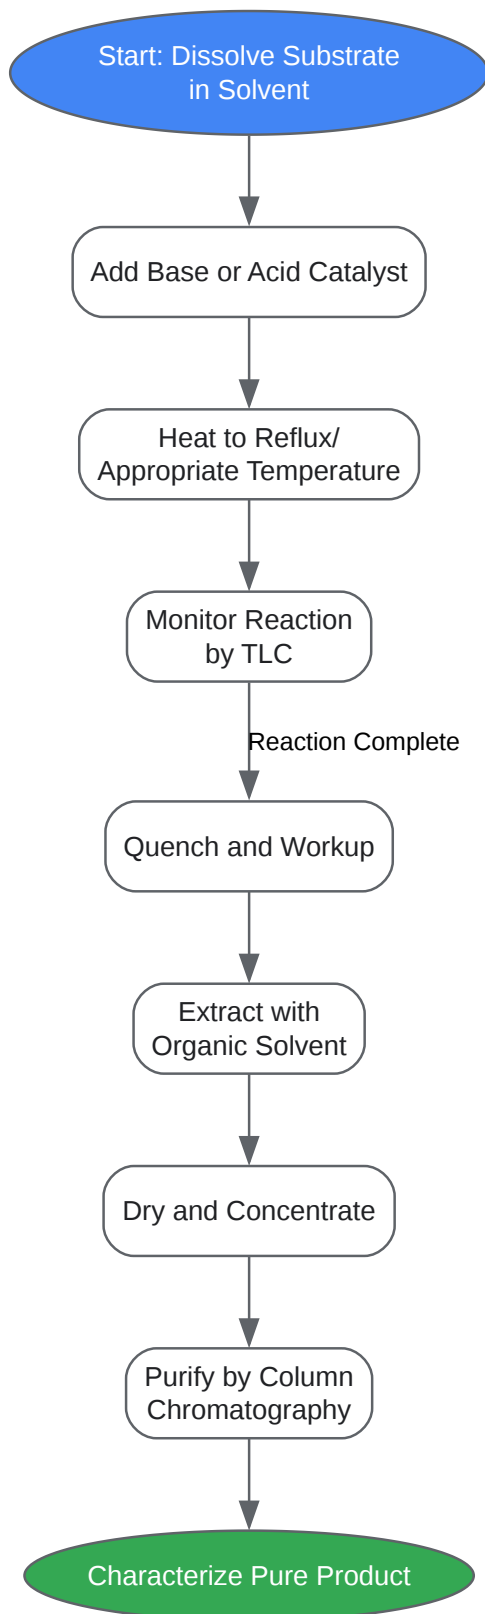 Start: Dissolve Substrate
in Solvent
Add Base or Acid Catalyst
Heat to Reflux/
Appropriate Temperature
Monitor Reaction
by TLC
Reaction Complete
Quench and Workup
Extract with
Organic Solvent
Dry and Concentrate
Purify by Column
Chromatography
Characterize Pure Product